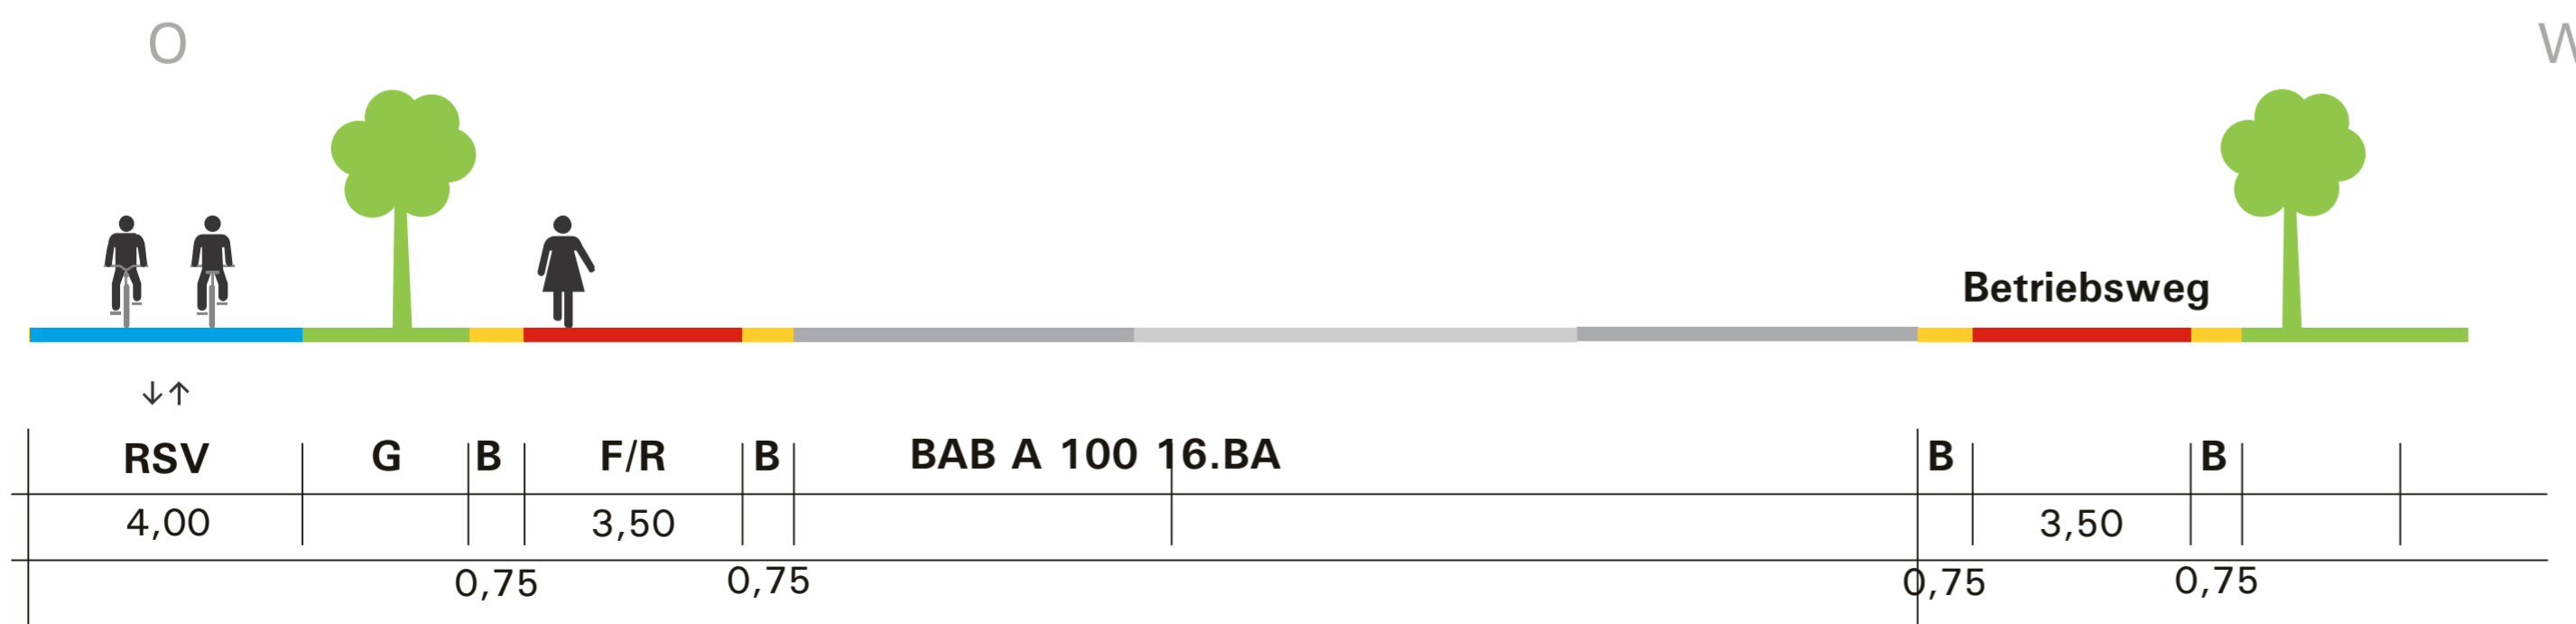 O W
Betriebsweg
↓↑
RSV G B F/R B BAB A 100 16.BA B B
4,00 3,50 3,50
0,75 0,75 0,75 0,75